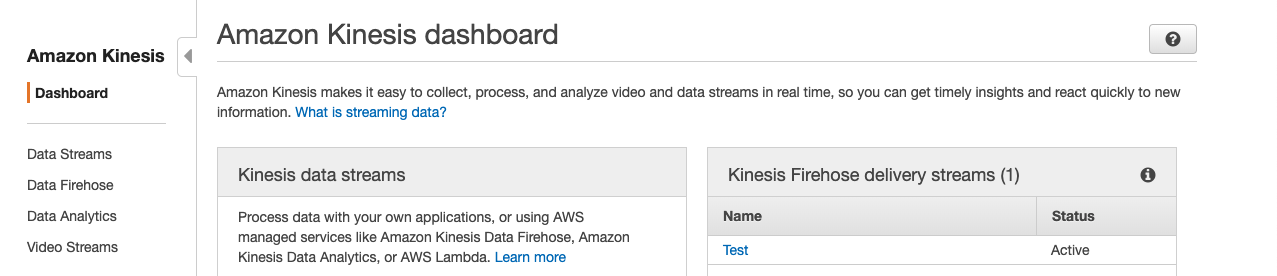 Amazon Kinesis
Dashboard
Data Streams
Data Firehose
Data Analytics
Video Streams
Amazon Kinesis dashboard
Amazon Kinesis makes it easy to collect, process, and analyze video and data streams in real time, so you can get timely insights and react quickly to new
information. What is streaming data?
Kinesis data streams
Process data with your own applications, or using AWS
managed services like Amazon Kinesis Data Firehose, Amazon
Kinesis Data Analytics, or AWS Lambda. Learn more
Kinesis Firehose delivery streams (1)
Name Status
Test Active